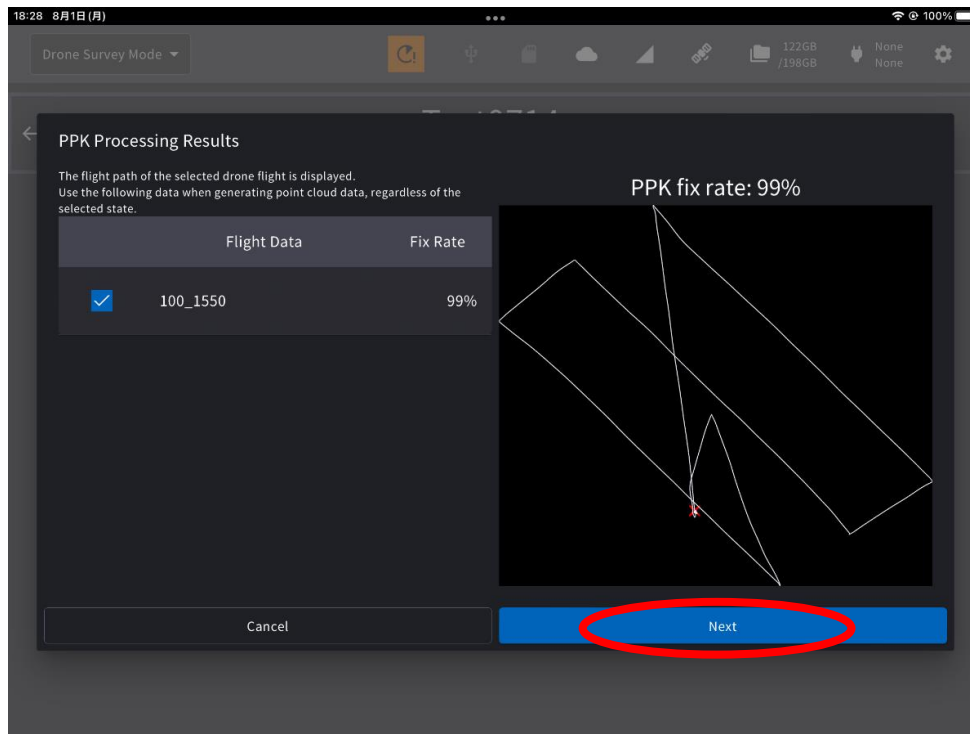 18:28 8月1日(月)
100%
Drone Survey Mode
122GB
/198GB
None
None
PPK Processing Results
The flight path of the selected drone flight is displayed.
Use the following data when generating point cloud data, regardless of the
selected state.
Flight Data Fix Rate
100_1550 99%
PPK fix rate: 99%
Cancel
Next